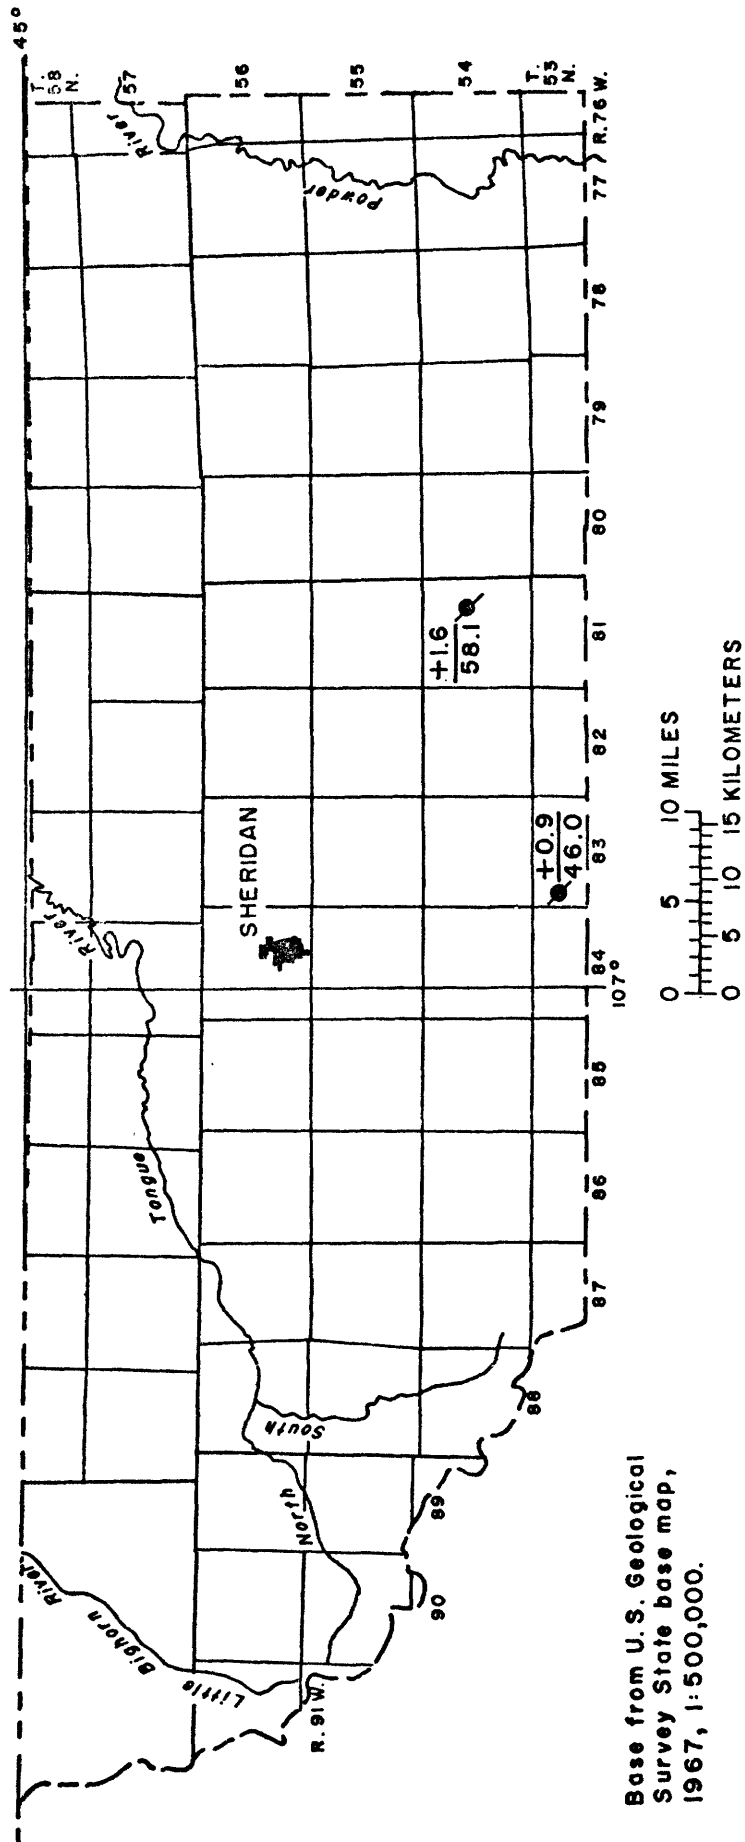 45°
T.
58
N.
57
56
55
54
T.
53
N.
R. 76 W.
77
78
79
80
81
82
83
84
85
86
87
88
89
90
R. 91 W.
107°
River
Powder
River
Tongue
South
North
Little
Bighorn
River
SHERIDAN
+1.6
58.1
+0.9
46.0
0 5 10 MILES
0 5 10 15 KILOMETERS
Base from U.S. Geological
Survey State base map,
1967, 1:500,000.